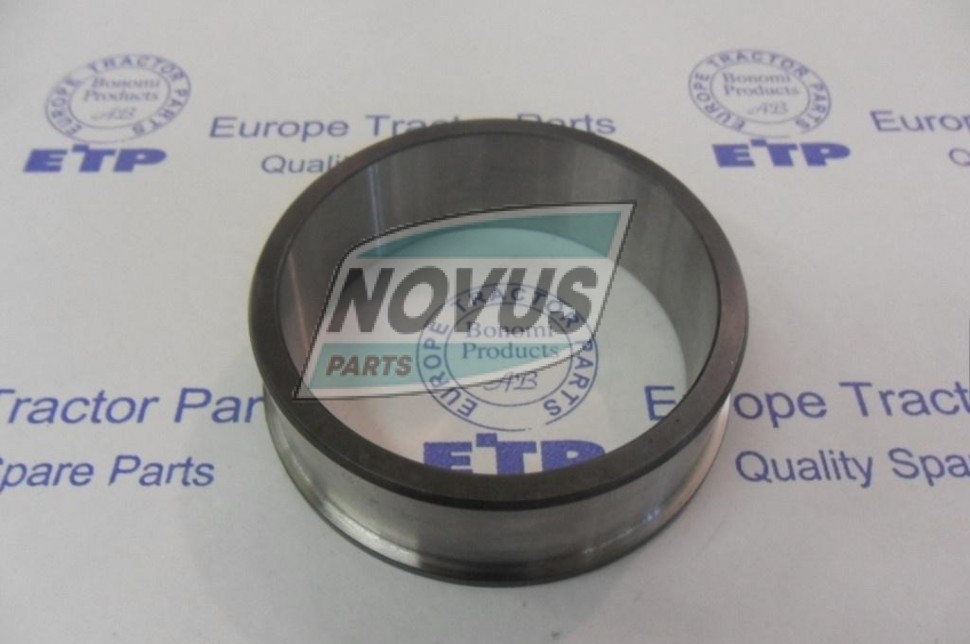 EUROPE TRACTOR PARTS
Bonomi
Products
AB
ETP
EUROPE TRACTOR PARTS
Bonomi
Products
AB
ETP
Europe Tractor Parts
Quality
Europ
Q
NOVUS
PARTS
EUROPE TRACTOR PARTS
Bonomi
Products
AB
ETP
Tractor Par
Spare Parts
Europe Tracto
Quality Spa